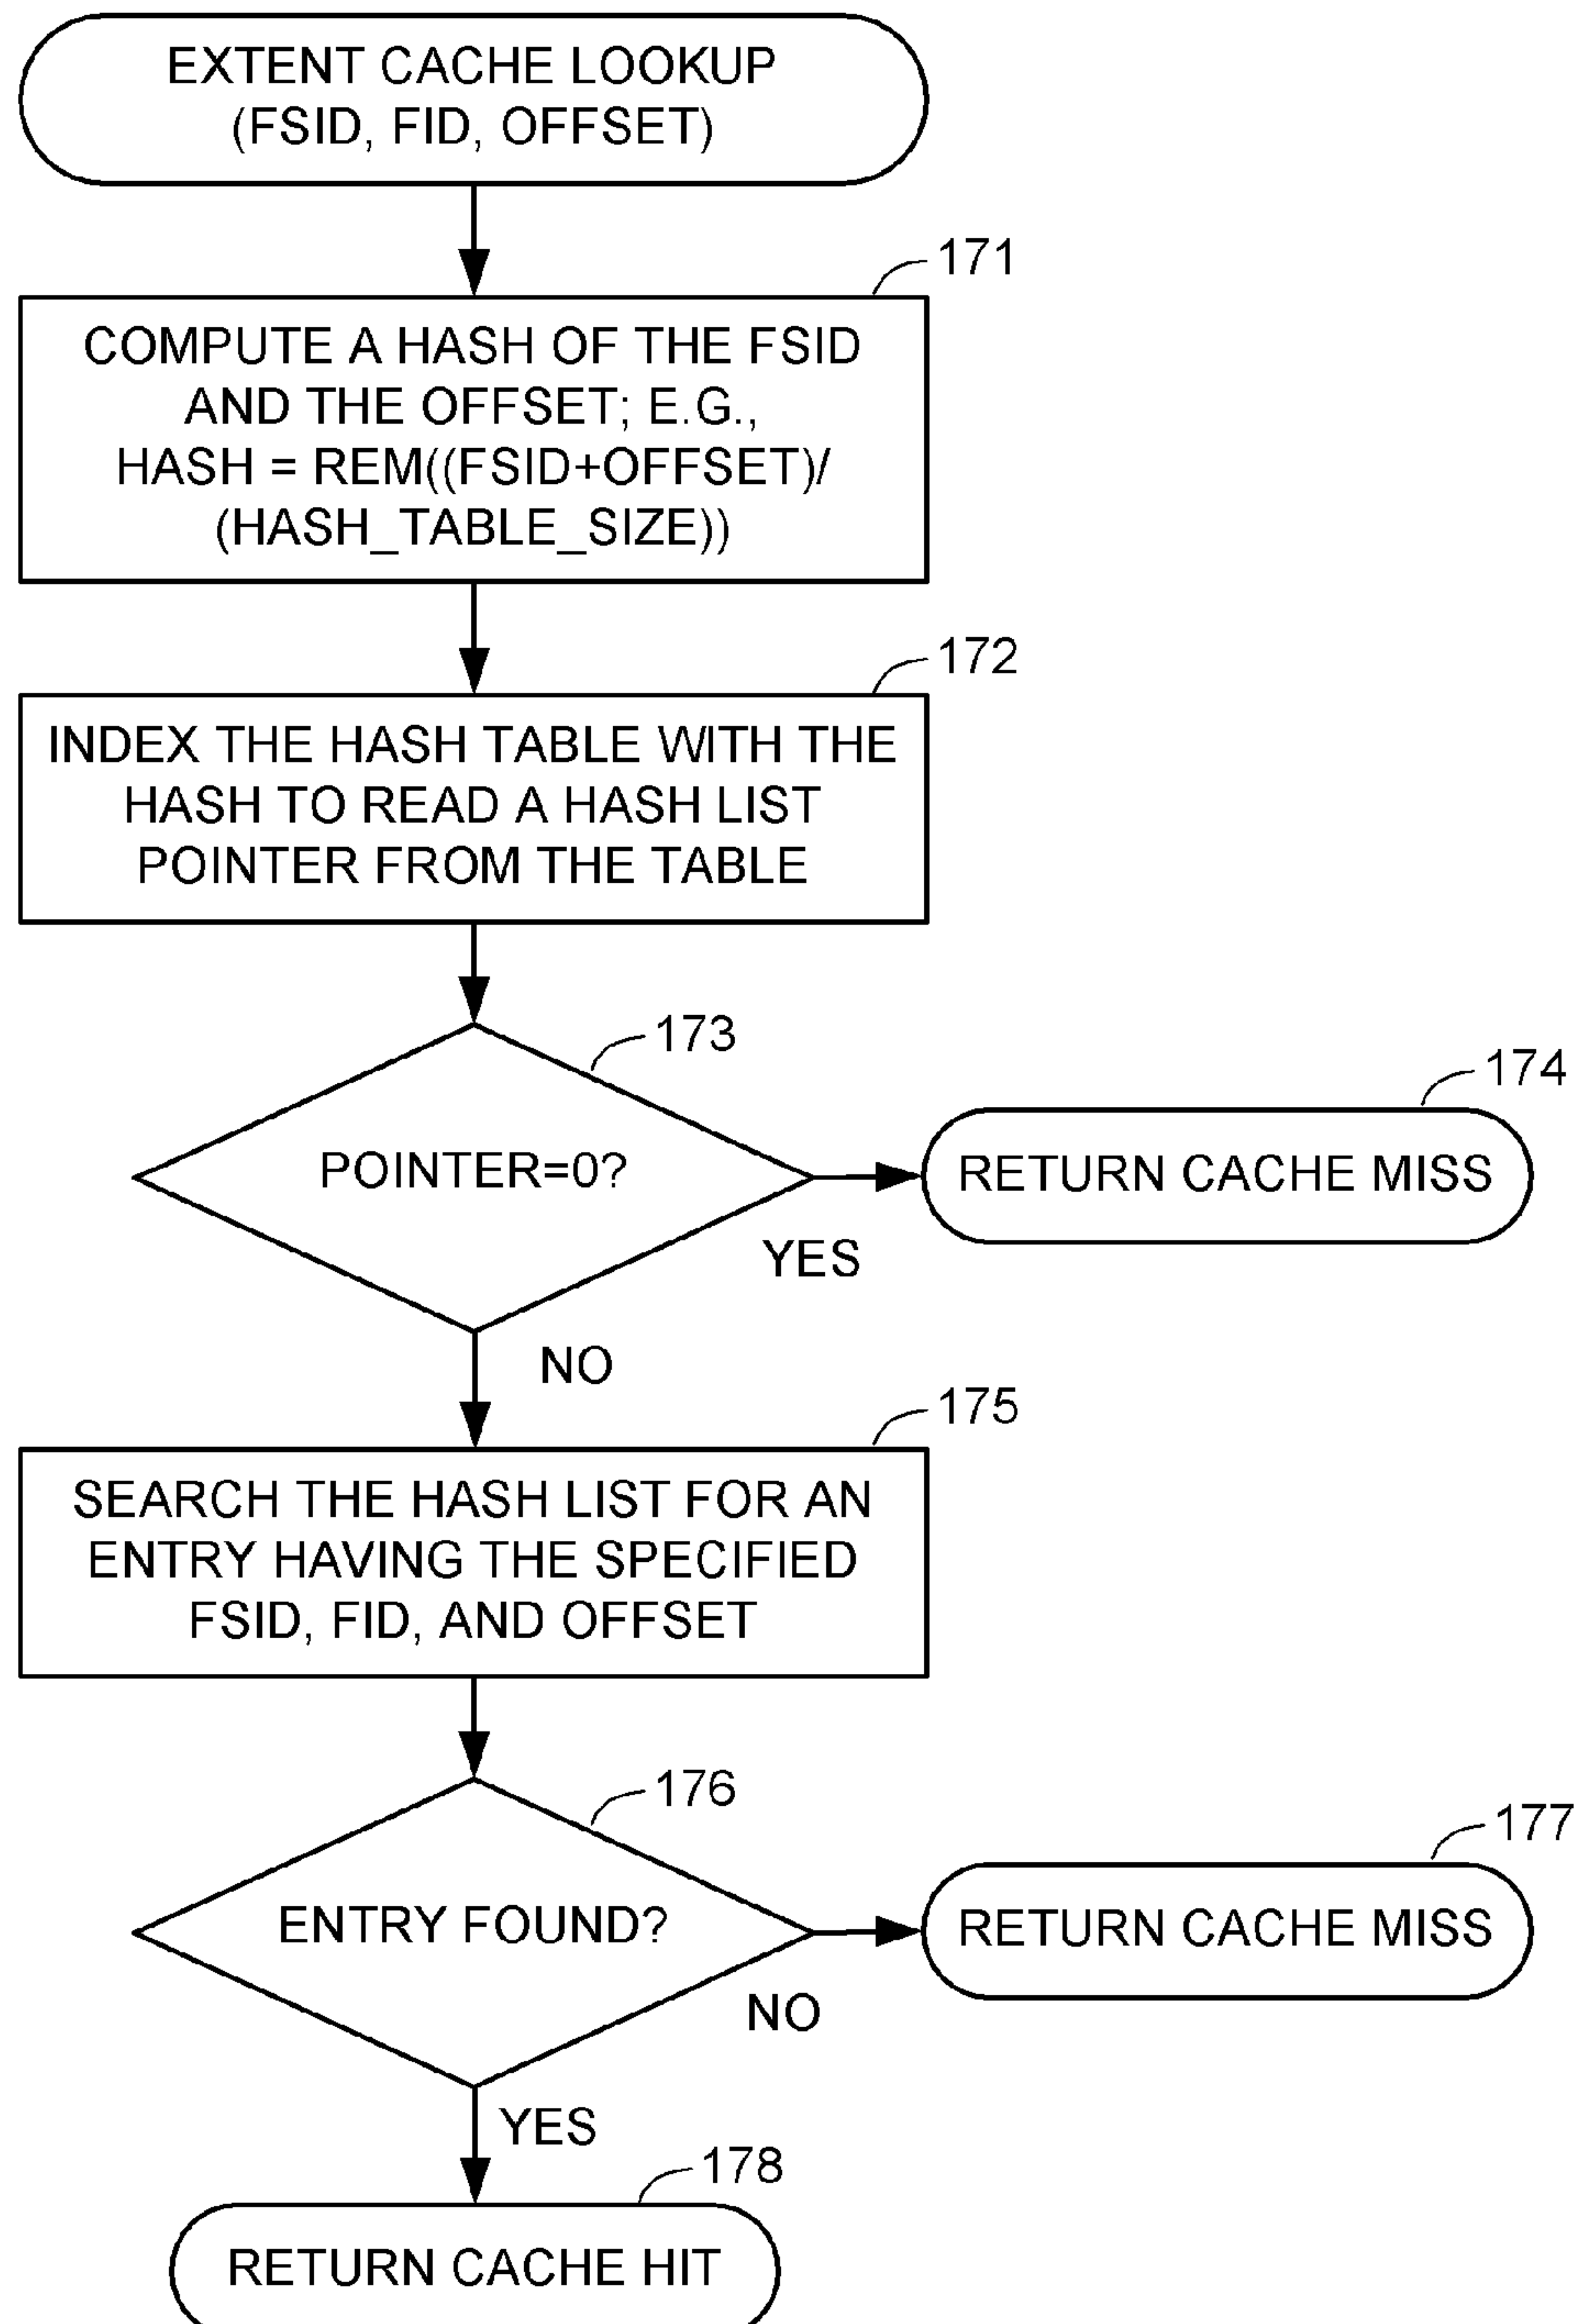 EXTENT CACHE LOOKUP
(FSID, FID, OFFSET)
171
COMPUTE A HASH OF THE FSID
AND THE OFFSET; E.G.,
HASH = REM((FSID+OFFSET)/
(HASH_TABLE_SIZE))
172
INDEX THE HASH TABLE WITH THE
HASH TO READ A HASH LIST
POINTER FROM THE TABLE
173
POINTER=0?
174
RETURN CACHE MISS
YES
NO
175
SEARCH THE HASH LIST FOR AN
ENTRY HAVING THE SPECIFIED
FSID, FID, AND OFFSET
176
ENTRY FOUND?
177
RETURN CACHE MISS
NO
YES
178
RETURN CACHE HIT